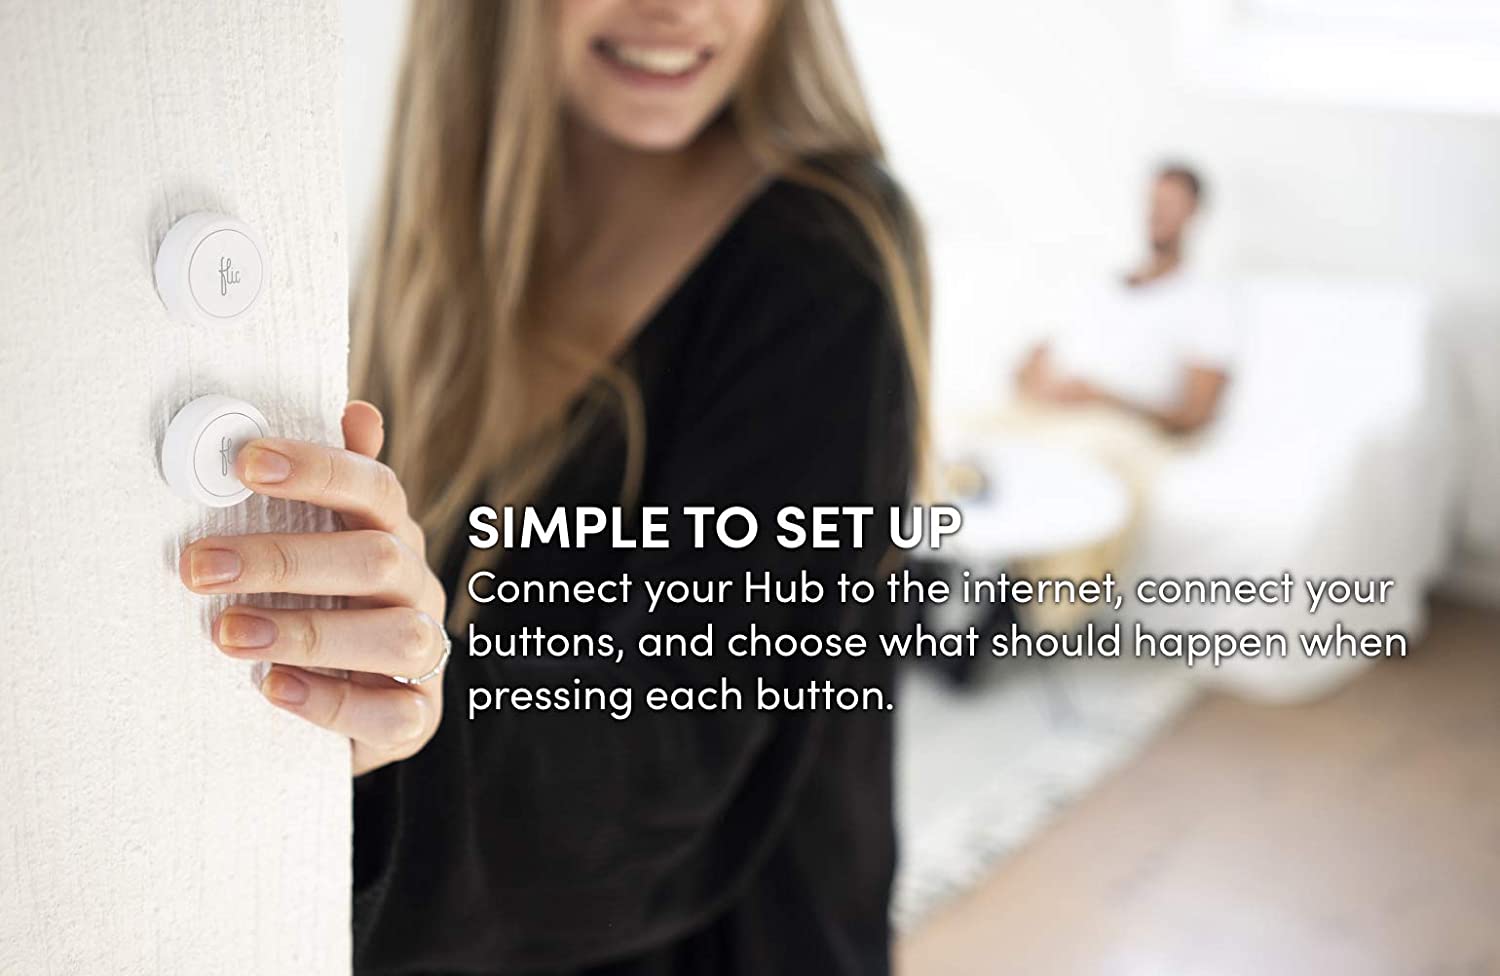 flic
fl
SIMPLE TO SET UP
Connect your Hub to the internet, connect your
buttons, and choose what should happen when
pressing each button.